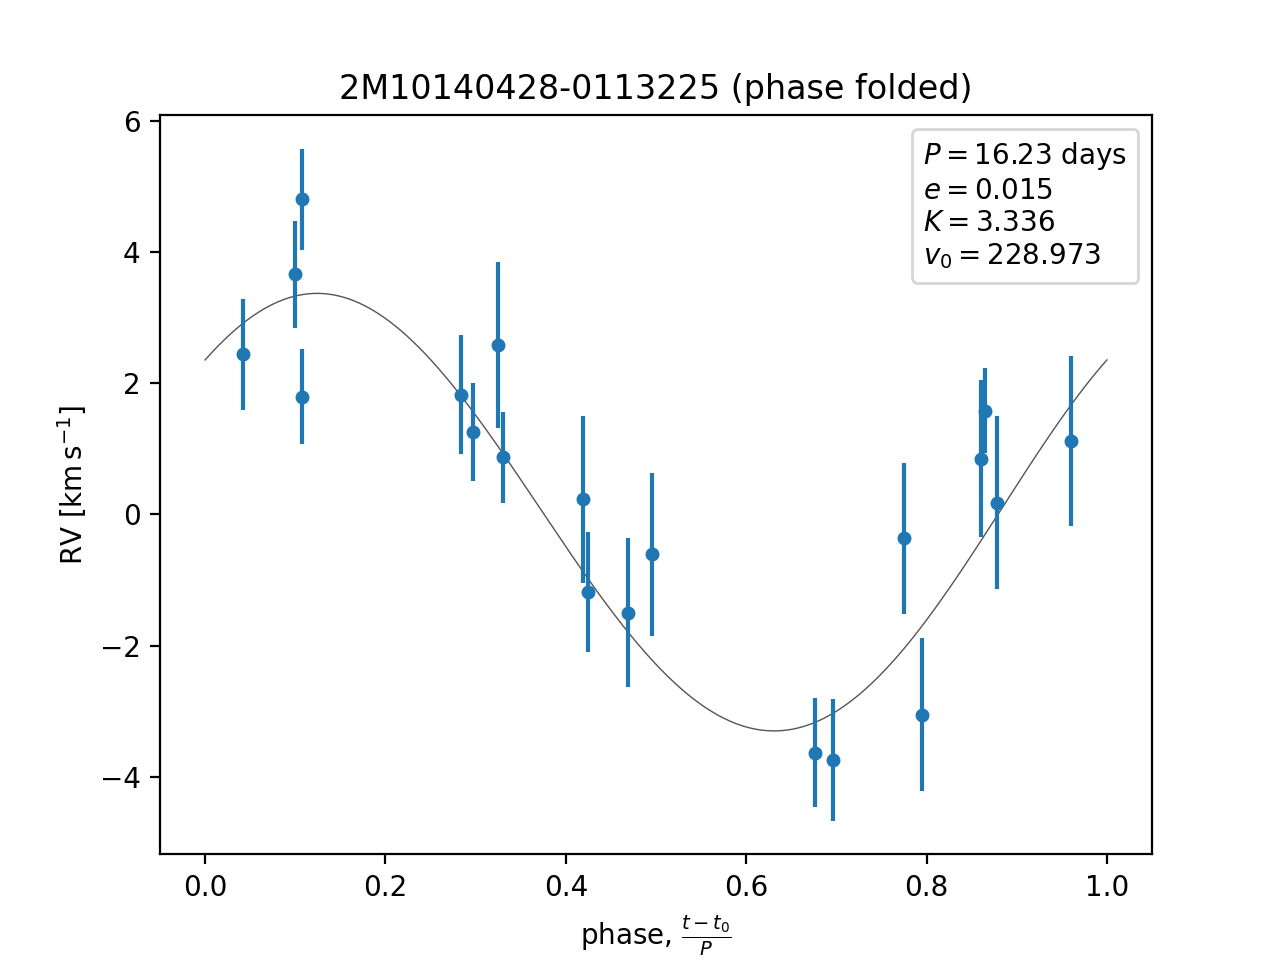 2M10140428-0113225 (phase folded)
P = 16.23 days
e = 0.015
K = 3.336
v₀ = 228.973
6
4
2
0
−2
−4
RV [km s⁻¹]
0.0 0.2 0.4 0.6 0.8 1.0
phase, (t − t₀)/P